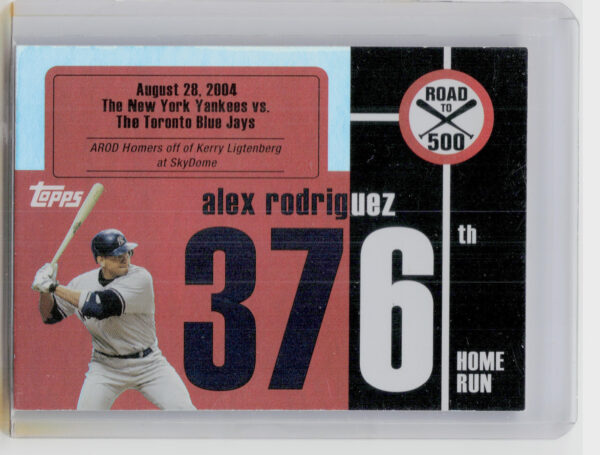 August 28, 2004
The New York Yankees vs.
The Toronto Blue Jays
AROD Homers off of Kerry Ligtenberg
at SkyDome
ROAD
TO
500
topps
alex rodriguez
376
th
HOME
RUN